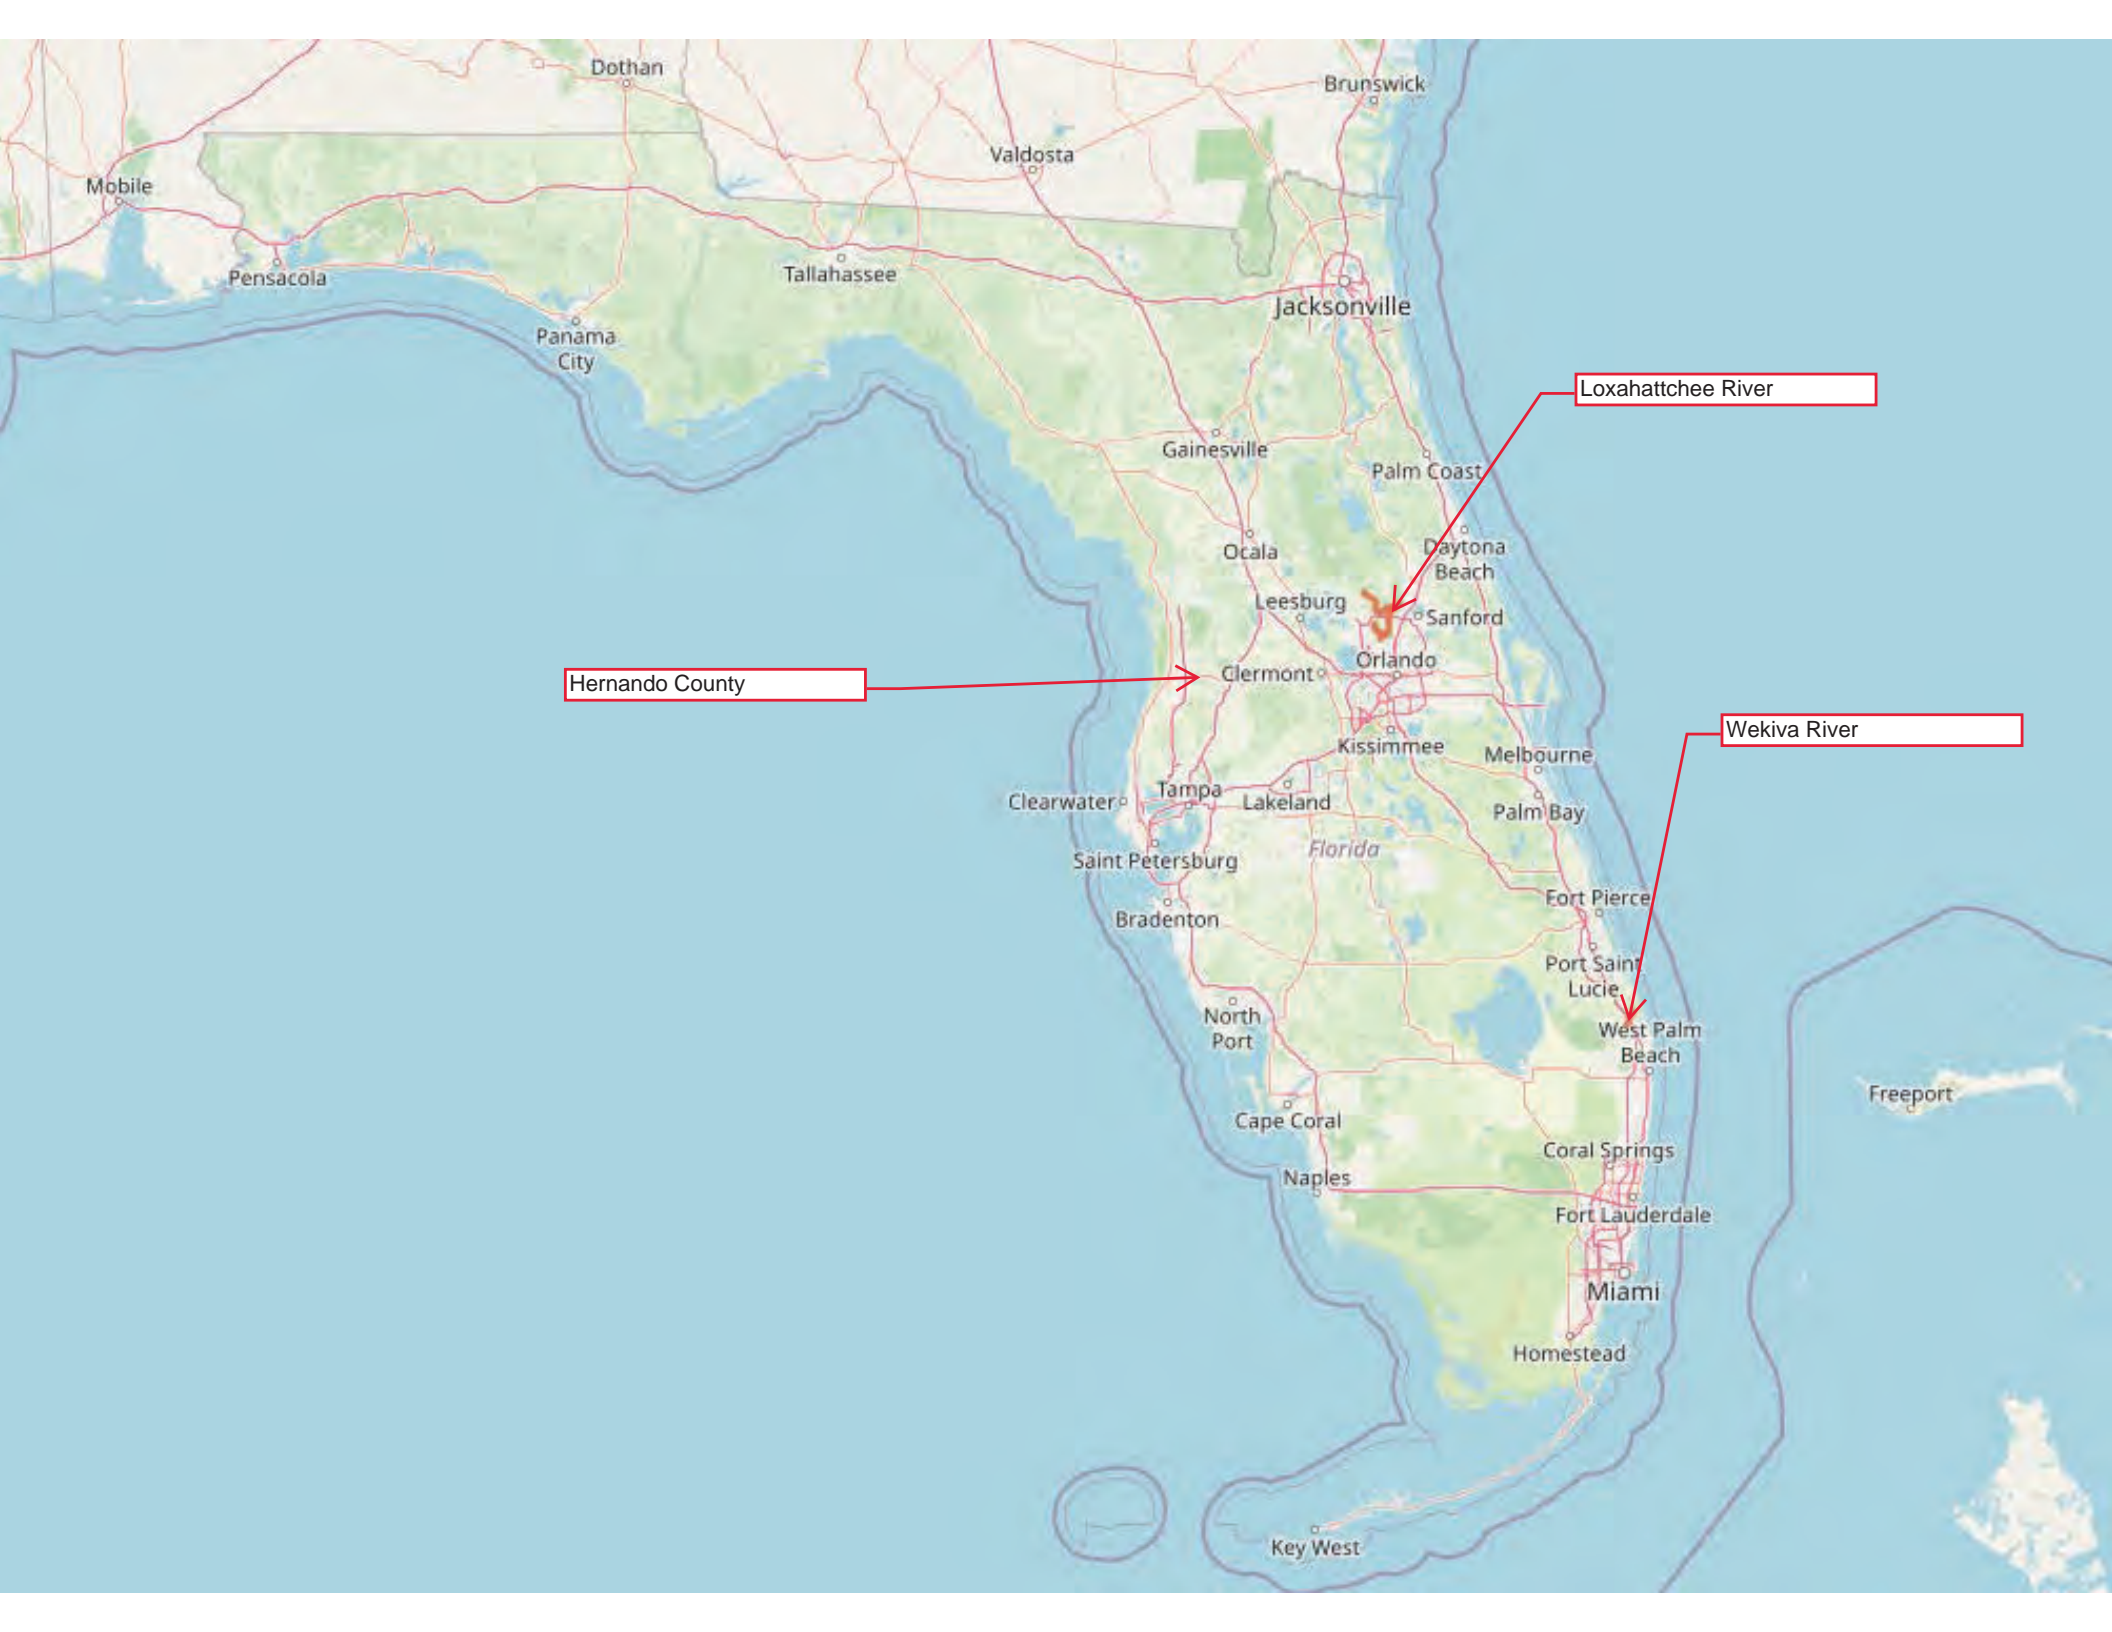 Dothan
Brunswick
Valdosta
Mobile
Pensacola
Tallahassee
Jacksonville
Panama
City
Loxahattchee River
Gainesville
Palm Coast
Ocala
Daytona
Beach
Leesburg
Sanford
Orlando
Clermont
Hernando County
Wekiva River
Kissimmee
Melbourne
Tampa
Clearwater
Lakeland
Palm Bay
Florida
Saint Petersburg
Fort Pierce
Bradenton
Port Saint
Lucie
North
Port
West Palm
Beach
Freeport
Cape Coral
Coral Springs
Naples
Fort Lauderdale
Miami
Homestead
Key West